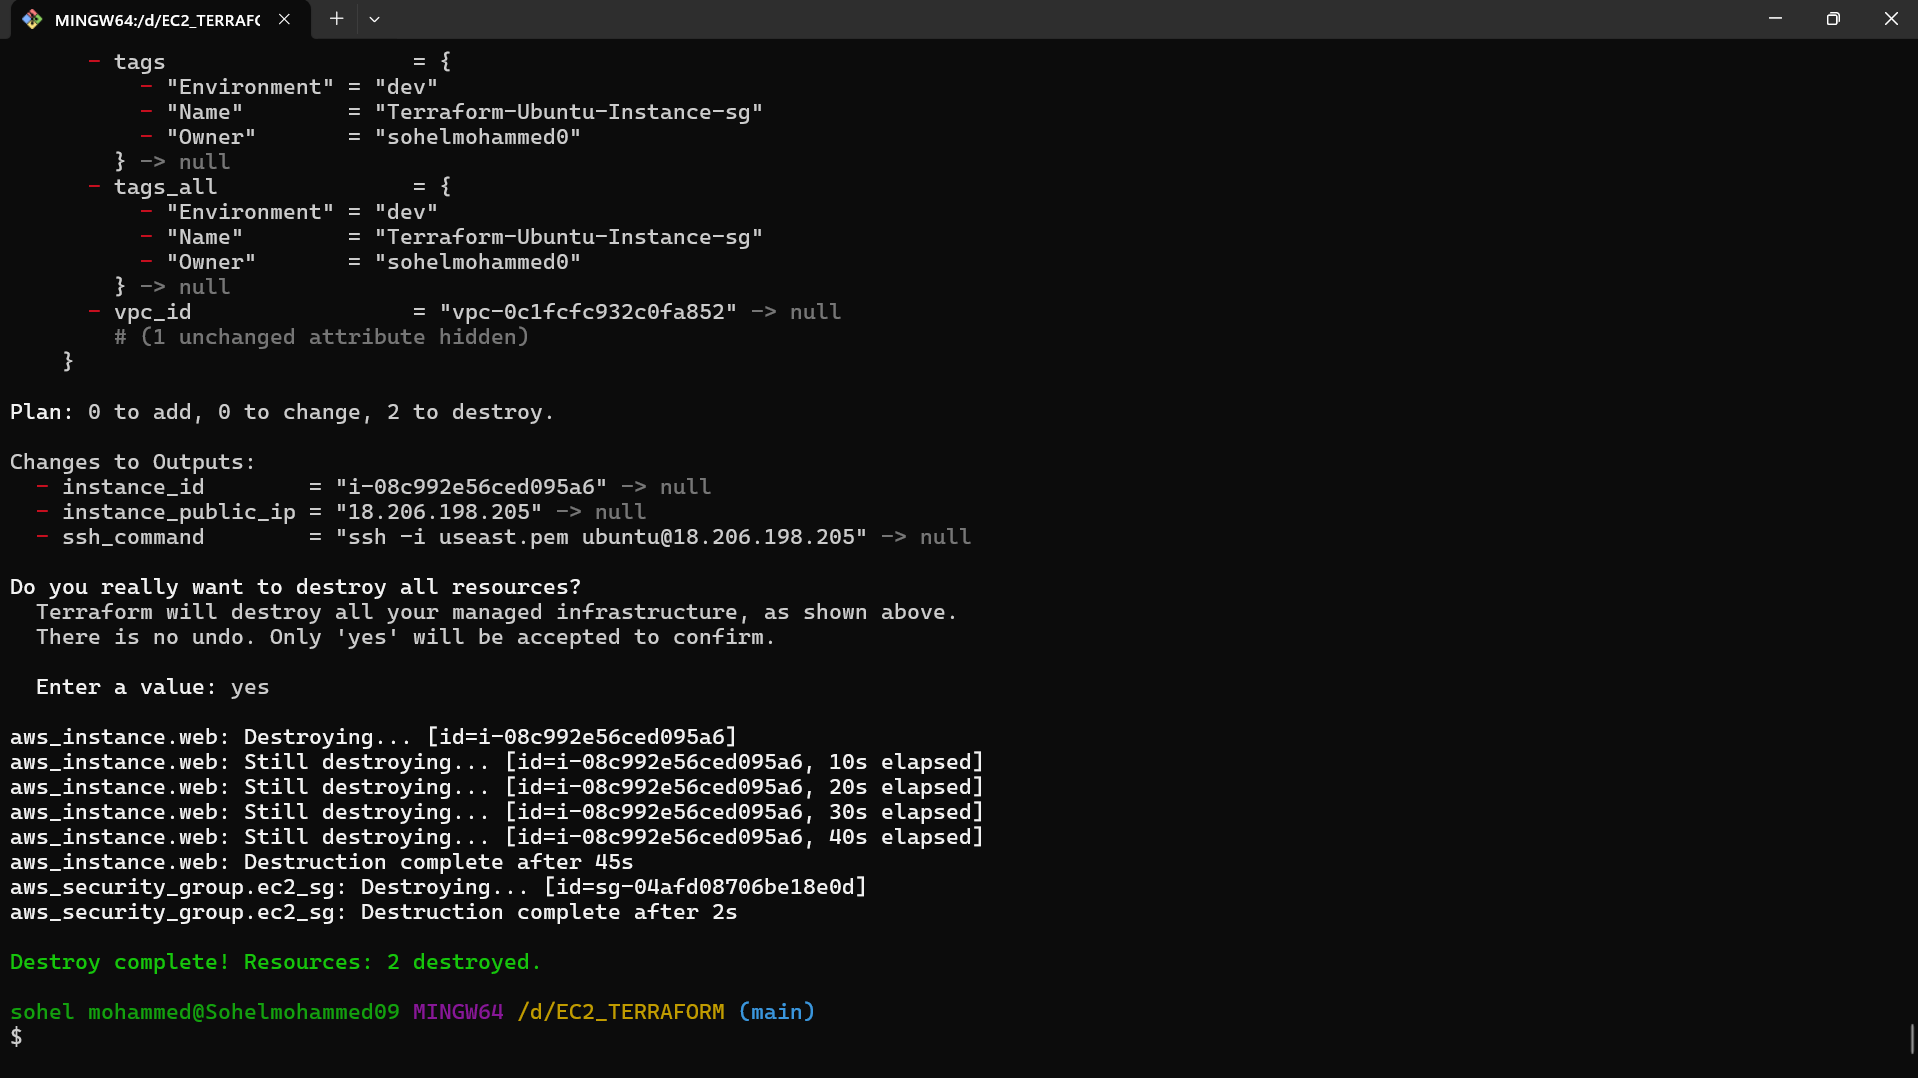 MINGW64:/d/EC2_TERRAF
- tags                   = {
    - "Environment" = "dev"
    - "Name"        = "Terraform-Ubuntu-Instance-sg"
    - "Owner"       = "sohelmohammed0"
  } -> null
- tags_all               = {
    - "Environment" = "dev"
    - "Name"        = "Terraform-Ubuntu-Instance-sg"
    - "Owner"       = "sohelmohammed0"
  } -> null
- vpc_id                 = "vpc-0c1fcfc932c0fa852" -> null
  # (1 unchanged attribute hidden)
}
Plan: 0 to add, 0 to change, 2 to destroy.
Changes to Outputs:
- instance_id        = "i-08c992e56ced095a6" -> null
- instance_public_ip = "18.206.198.205" -> null
- ssh_command        = "ssh -i useast.pem ubuntu@18.206.198.205" -> null
Do you really want to destroy all resources?
Terraform will destroy all your managed infrastructure, as shown above.
There is no undo. Only 'yes' will be accepted to confirm.
Enter a value: yes
aws_instance.web: Destroying... [id=i-08c992e56ced095a6]
aws_instance.web: Still destroying... [id=i-08c992e56ced095a6, 10s elapsed]
aws_instance.web: Still destroying... [id=i-08c992e56ced095a6, 20s elapsed]
aws_instance.web: Still destroying... [id=i-08c992e56ced095a6, 30s elapsed]
aws_instance.web: Still destroying... [id=i-08c992e56ced095a6, 40s elapsed]
aws_instance.web: Destruction complete after 45s
aws_security_group.ec2_sg: Destroying... [id=sg-04afd08706be18e0d]
aws_security_group.ec2_sg: Destruction complete after 2s
Destroy complete! Resources: 2 destroyed.
sohel mohammed@Sohelmohammed09 MINGW64 /d/EC2_TERRAFORM (main)
$